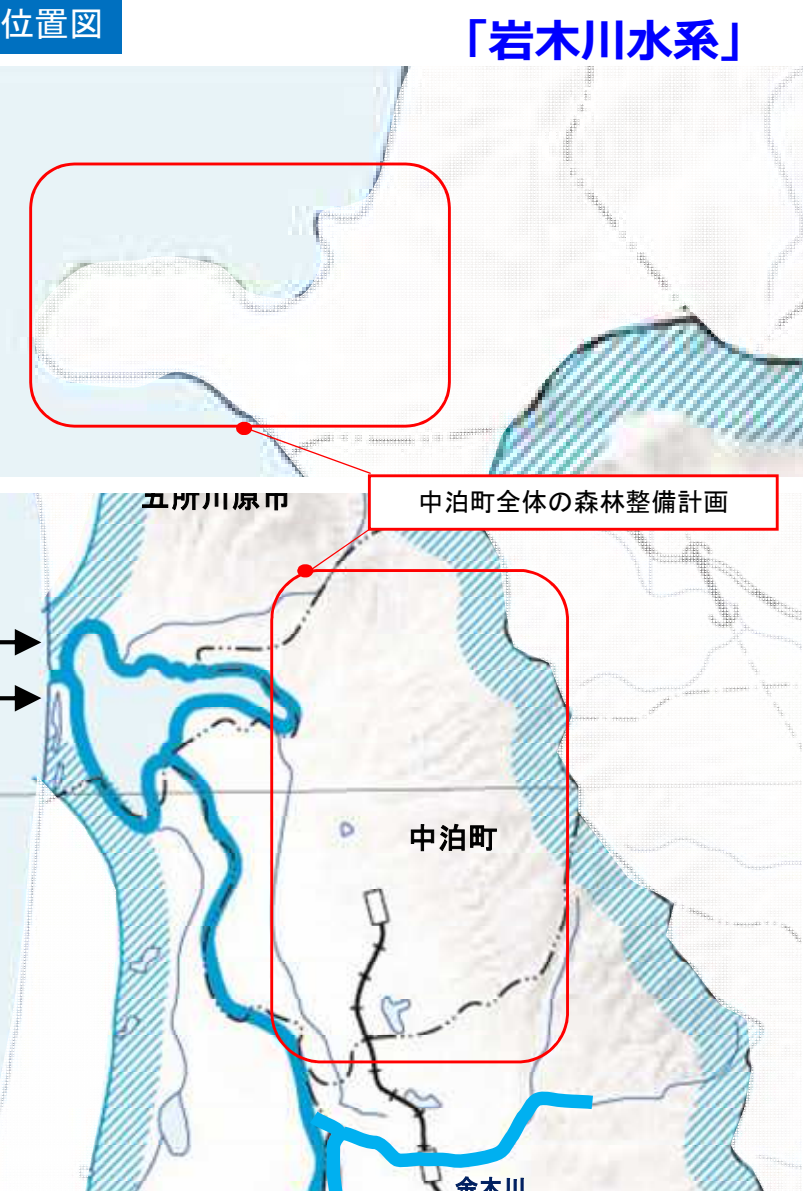 位置図
「岩木川水系」
五所川原市
中泊町全体の森林整備計画
中泊町
金木川